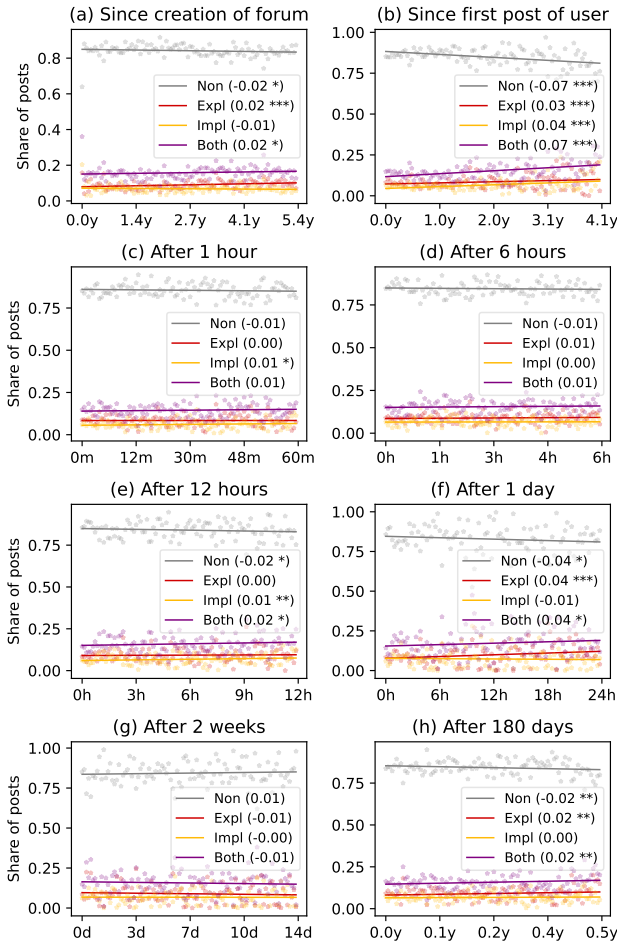 (a) Since creation of forum
Share of posts
0.8
0.6
0.4
0.2
0.0
Non (-0.02 *)
Expl (0.02 ***)
Impl (-0.01)
Both (0.02 *)
0.0y 1.4y 2.7y 4.1y 5.4y
(b) Since first post of user
1.00
0.75
0.50
0.25
0.00
Non (-0.07 ***)
Expl (0.03 ***)
Impl (0.04 ***)
Both (0.07 ***)
0.0y 1.0y 2.0y 3.1y 4.1y
(c) After 1 hour
Share of posts
0.75
0.50
0.25
0.00
Non (-0.01)
Expl (0.00)
Impl (0.01 *)
Both (0.01)
0m 12m 30m 48m 60m
(d) After 6 hours
0.75
0.50
0.25
0.00
Non (-0.01)
Expl (0.01)
Impl (0.00)
Both (0.01)
0h 1h 3h 4h 6h
(e) After 12 hours
Share of posts
0.75
0.50
0.25
0.00
Non (-0.02 *)
Expl (0.00)
Impl (0.01 **)
Both (0.02 *)
0h 3h 6h 9h 12h
(f) After 1 day
1.00
0.75
0.50
0.25
0.00
Non (-0.04 *)
Expl (0.04 ***)
Impl (-0.01)
Both (0.04 *)
0h 6h 12h 18h 24h
(g) After 2 weeks
Share of posts
1.00
0.75
0.50
0.25
0.00
Non (0.01)
Expl (-0.01)
Impl (-0.00)
Both (-0.01)
0d 3d 7d 10d 14d
(h) After 180 days
0.75
0.50
0.25
0.00
Non (-0.02 **)
Expl (0.02 **)
Impl (0.00)
Both (0.02 **)
0.0y 0.1y 0.2y 0.4y 0.5y